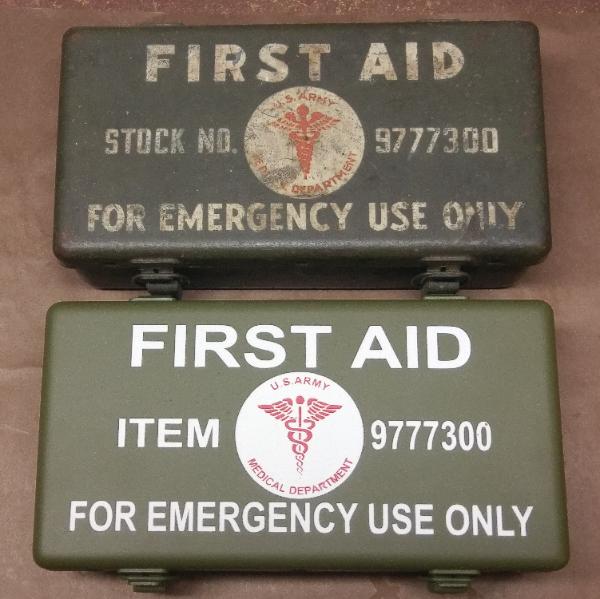 FIRST AID
U.S. ARMY
STOCK NO. 9777300
MEDICAL DEPARTMENT
FOR EMERGENCY USE ONLY
FIRST AID
U.S. ARMY
ITEM 9777300
MEDICAL DEPARTMENT
FOR EMERGENCY USE ONLY